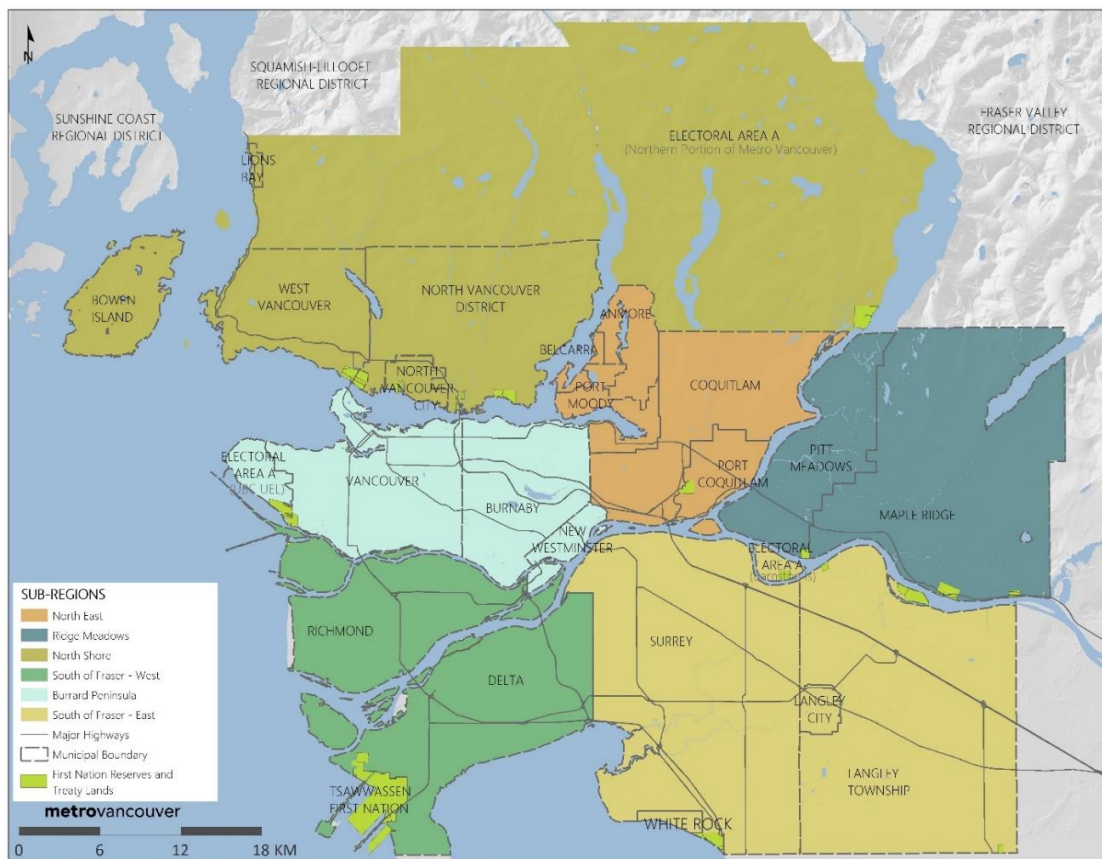 N
SQUAMISH-LILLOOET
REGIONAL DISTRICT
SUNSHINE COAST
REGIONAL DISTRICT
FRASER VALLEY
REGIONAL DISTRICT
ELECTORAL AREA A
(Northern Portion of Metro Vancouver)
LIONS
BAY
BOWEN
ISLAND
WEST
VANCOUVER
NORTH VANCOUVER
DISTRICT
NORTH
VANCOUVER
CITY
ANMORE
BELCARRA
PORT
MOODY
COQUITLAM
PORT
COQUITLAM
PITT
MEADOWS
MAPLE RIDGE
ELECTORAL
AREA A
(UBC UEL)
VANCOUVER
BURNABY
NEW
WESTMINSTER
ELECTORAL
AREA A
(Barnston Is)
RICHMOND
DELTA
SURREY
LANGLEY
CITY
LANGLEY
TOWNSHIP
WHITE ROCK
TSAWWASSEN
FIRST NATION
SUB-REGIONS
North East
Ridge Meadows
North Shore
South of Fraser - West
Burrard Peninsula
South of Fraser - East
Major Highways
Municipal Boundary
First Nation Reserves and
Treaty Lands
metrovancouver
0 6 12 18 KM